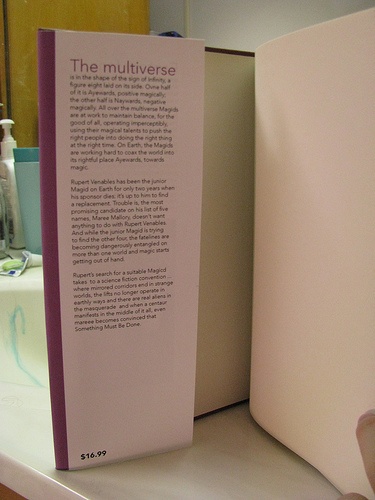 The multiverse
is in the shape of the sign of infinity, a
figure eight laid on its side. Ovne half
of it is Ayewards, positive magically;
the other half is Naywards, negative
magically. All over the multiverse Magids
are at work to maintain balance, for the
good of all, operating imperceptibly,
using their magical talents to push the
right people into doing the right thing
at the right time. On Earth, the Magids
are working hard to coax the world into
its rightful place Ayewards, towards
magic.
Rupert Venables has been the junior
Magid on Earth for only two years when
his sponsor dies; it's up to him to find
a replacement. Trouble is, the most
promising candidate on his list of five
names, Maree Mallory, doesn't want
anything to do with Rupert Venables.
And while the junior Magid is trying
to find the other four, the fatelines are
becoming dangerously entangled on
more than one world and magic starts
getting out of hand.
Rupert's search for a suitable Magicd
takes to a science fiction convention ...
where mirrored corridors end in strange
worlds, the lifts no longer operate in
earthly ways and there are real aliens in
the masquerade and when a centaur
manifests in the middle of it all, even
mereee becomes convinced that
Something Must Be Done.
$16.99